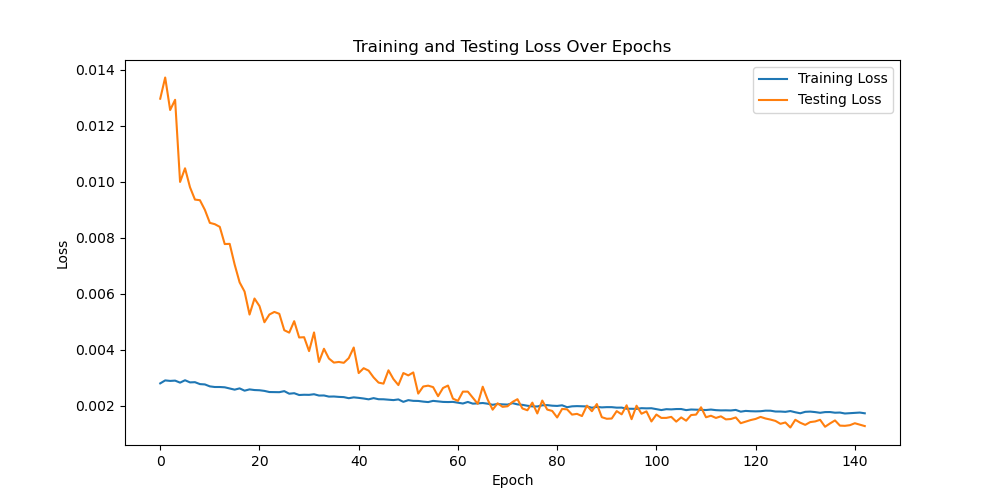 Training and Testing Loss Over Epochs
Training Loss
Testing Loss
0.014
0.012
0.010
0.008
0.006
0.004
0.002
Loss
0 20 40 60 80 100 120 140
Epoch